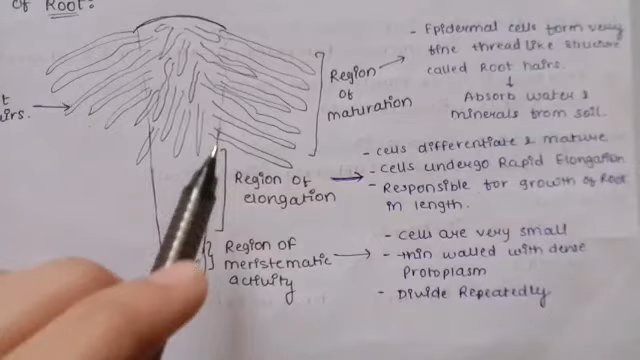 of Root:
- Epidermal cells form very
fine thread like structure
called Root hairs.
↓
Absorb water &
minerals from soil.
Region
of
maturation
- cells differentiate & mature
- Cells undergo Rapid Elongation
- Responsible for growth of Root
in length.
Region of
elongation
- Cells are very small
- thin walled with dense
Protoplasm
- Divide Repeatedly
Region of
meristematic
activity